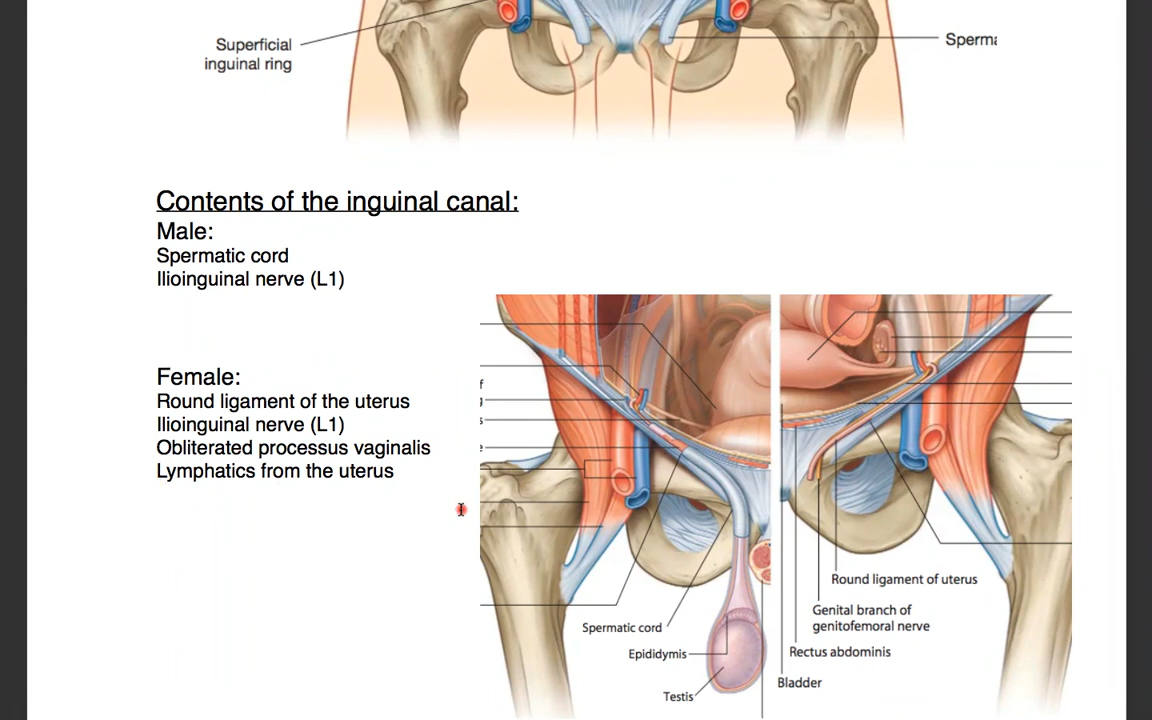 Superficial
inguinal ring
Contents of the inguinal canal:
Male:
Spermatic cord
Ilioinguinal nerve (L1)
Female:
Round ligament of the uterus
Ilioinguinal nerve (L1)
Obliterated processus vaginalis
Lymphatics from the uterus
Spermatic cord
Epididymis
Testis
Round ligament of uterus
Genital branch of
genitofemoral nerve
Rectus abdominis
Bladder